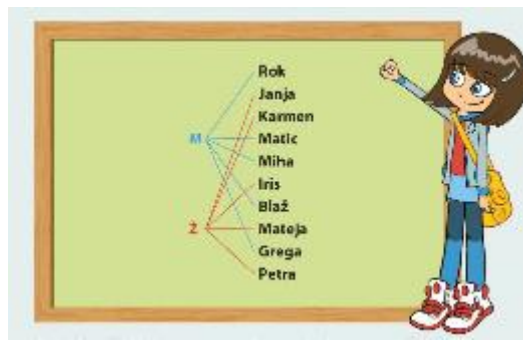 Rok
Janja
Karmen
M
Matic
Miha
Iris
Blaž
Ž
Mateja
Grega
Petra